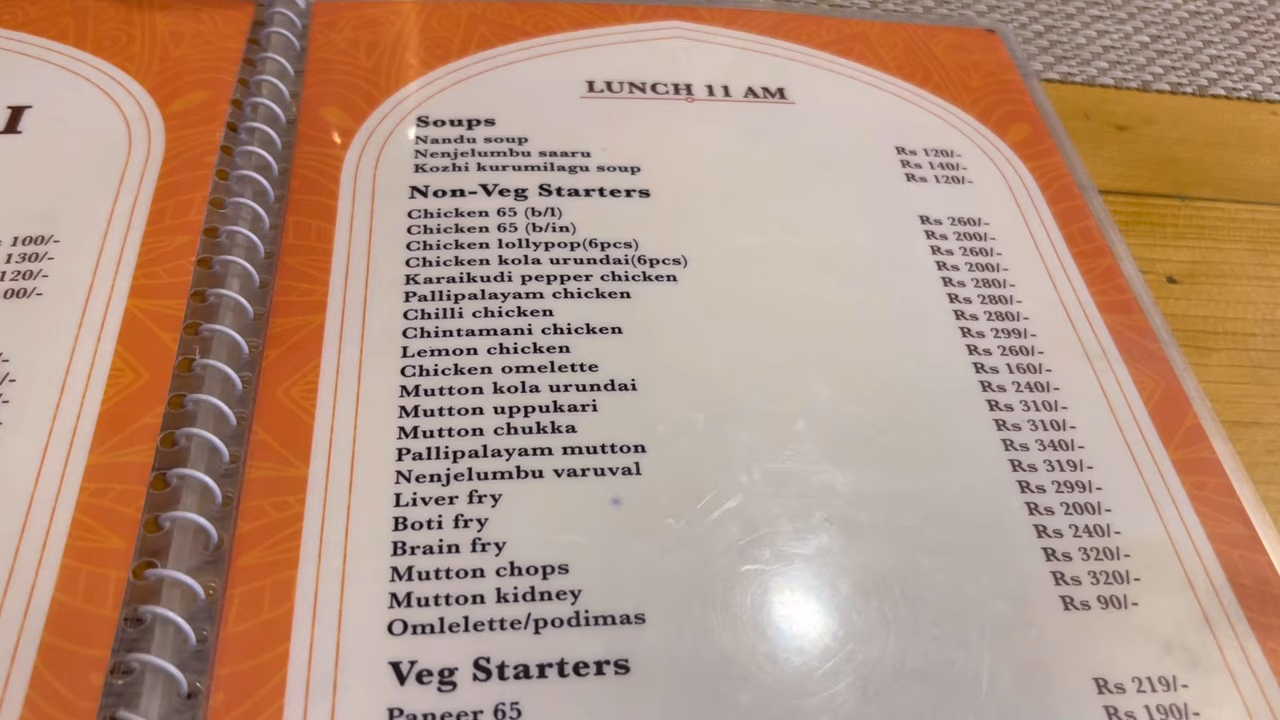 I
100/-
130/-
120/-
00/-
LUNCH 11 AM
Soups
Nandu soup Rs 120/-
Nenjelumbu saaru Rs 140/-
Kozhi kurumilagu soup Rs 120/-
Non-Veg Starters
Chicken 65 (b/l) Rs 260/-
Chicken 65 (b/in) Rs 200/-
Chicken lollypop(6pcs) Rs 260/-
Chicken kola urundai(6pcs) Rs 200/-
Karaikudi pepper chicken Rs 280/-
Pallipalayam chicken Rs 280/-
Chilli chicken Rs 280/-
Chintamani chicken Rs 299/-
Lemon chicken Rs 260/-
Chicken omelette Rs 160/-
Mutton kola urundai Rs 240/-
Mutton uppukari Rs 310/-
Mutton chukka Rs 310/-
Pallipalayam mutton Rs 340/-
Nenjelumbu varuval Rs 319/-
Liver fry Rs 299/-
Boti fry Rs 200/-
Brain fry Rs 240/-
Mutton chops Rs 320/-
Mutton kidney Rs 320/-
Omlelette/podimas Rs 90/-
Veg Starters
Paneer 65 Rs 219/-
Rs 190/-